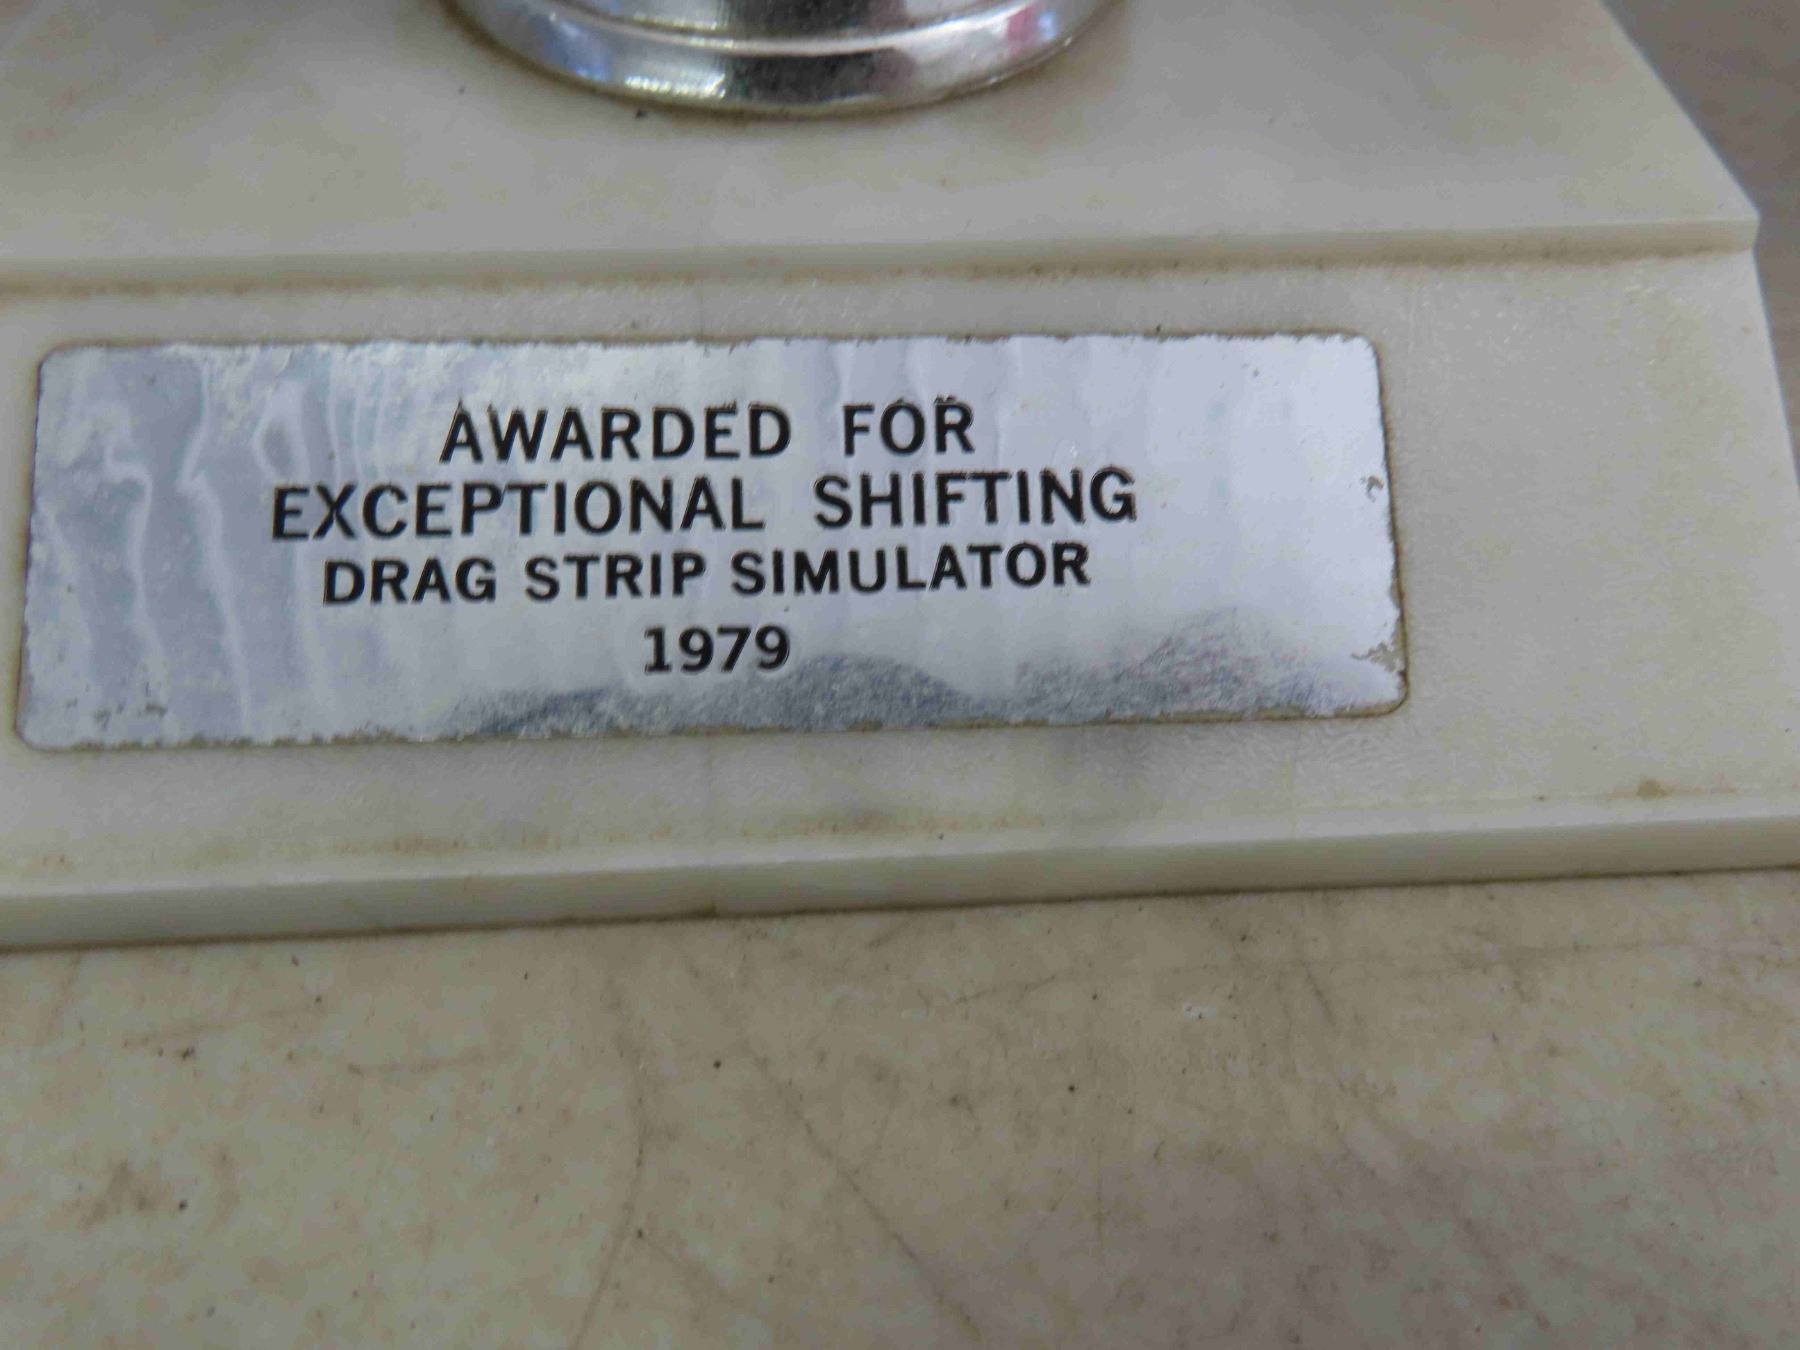 AWARDED FOR
EXCEPTIONAL SHIFTING
DRAG STRIP SIMULATOR
1979